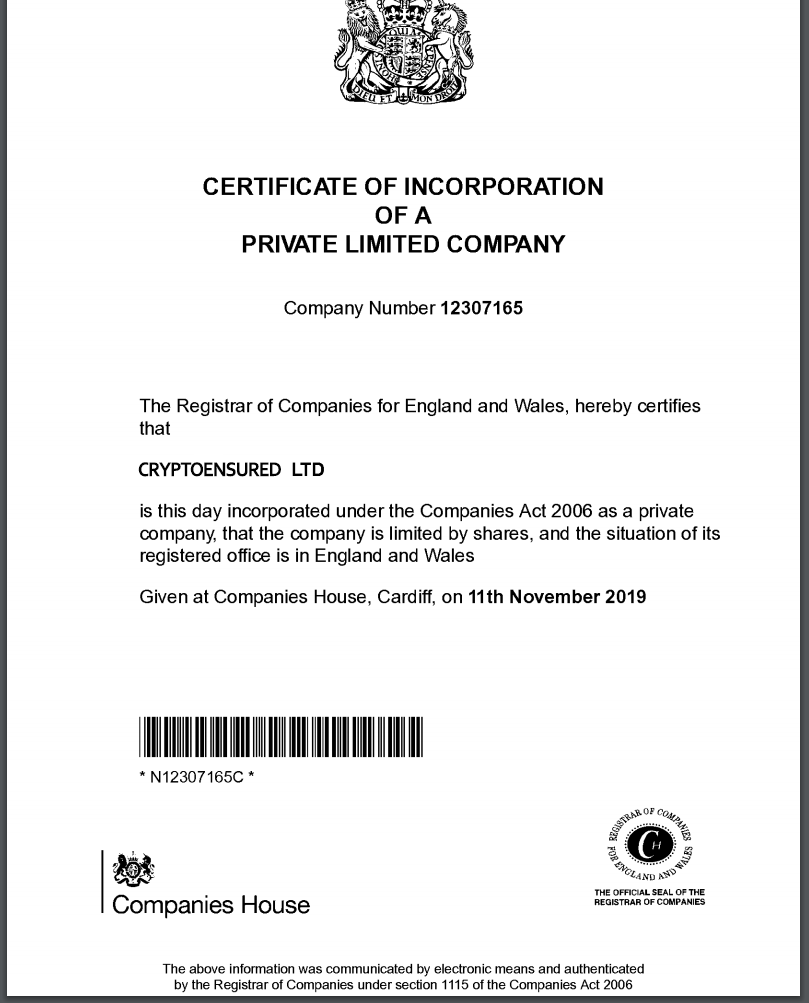 DIEU ET MON DROIT
CERTIFICATE OF INCORPORATION
OF A
PRIVATE LIMITED COMPANY
Company Number 12307165
The Registrar of Companies for England and Wales, hereby certifies
that
CRYPTOENSURED LTD
is this day incorporated under the Companies Act 2006 as a private
company, that the company is limited by shares, and the situation of its
registered office is in England and Wales
Given at Companies House, Cardiff, on 11th November 2019
* N12307165C *
Companies House
REGISTRAR OF COMPANIES
FOR ENGLAND AND WALES
CH
THE OFFICIAL SEAL OF THE
REGISTRAR OF COMPANIES
The above information was communicated by electronic means and authenticated
by the Registrar of Companies under section 1115 of the Companies Act 2006